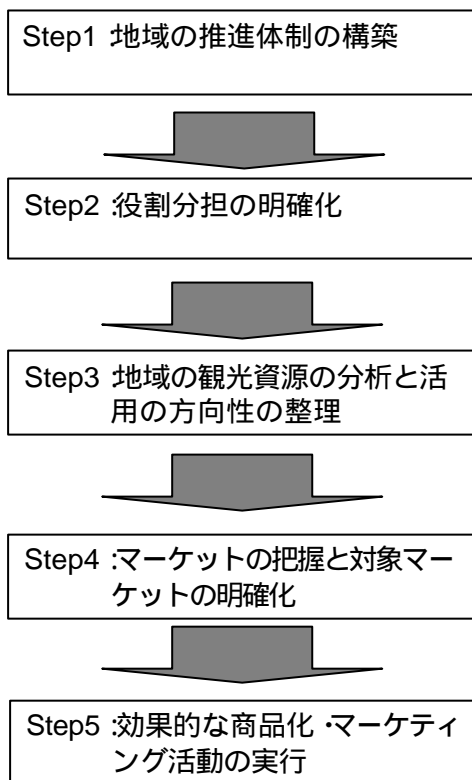 Step1 :地域の推進体制の構築
Step2 :役割分担の明確化
Step3 :地域の観光資源の分析と活
用の方向性の整理
Step4 :マーケットの把握と対象マー
ケットの明確化
Step5 :効果的な商品化・マーケティ
ング活動の実行